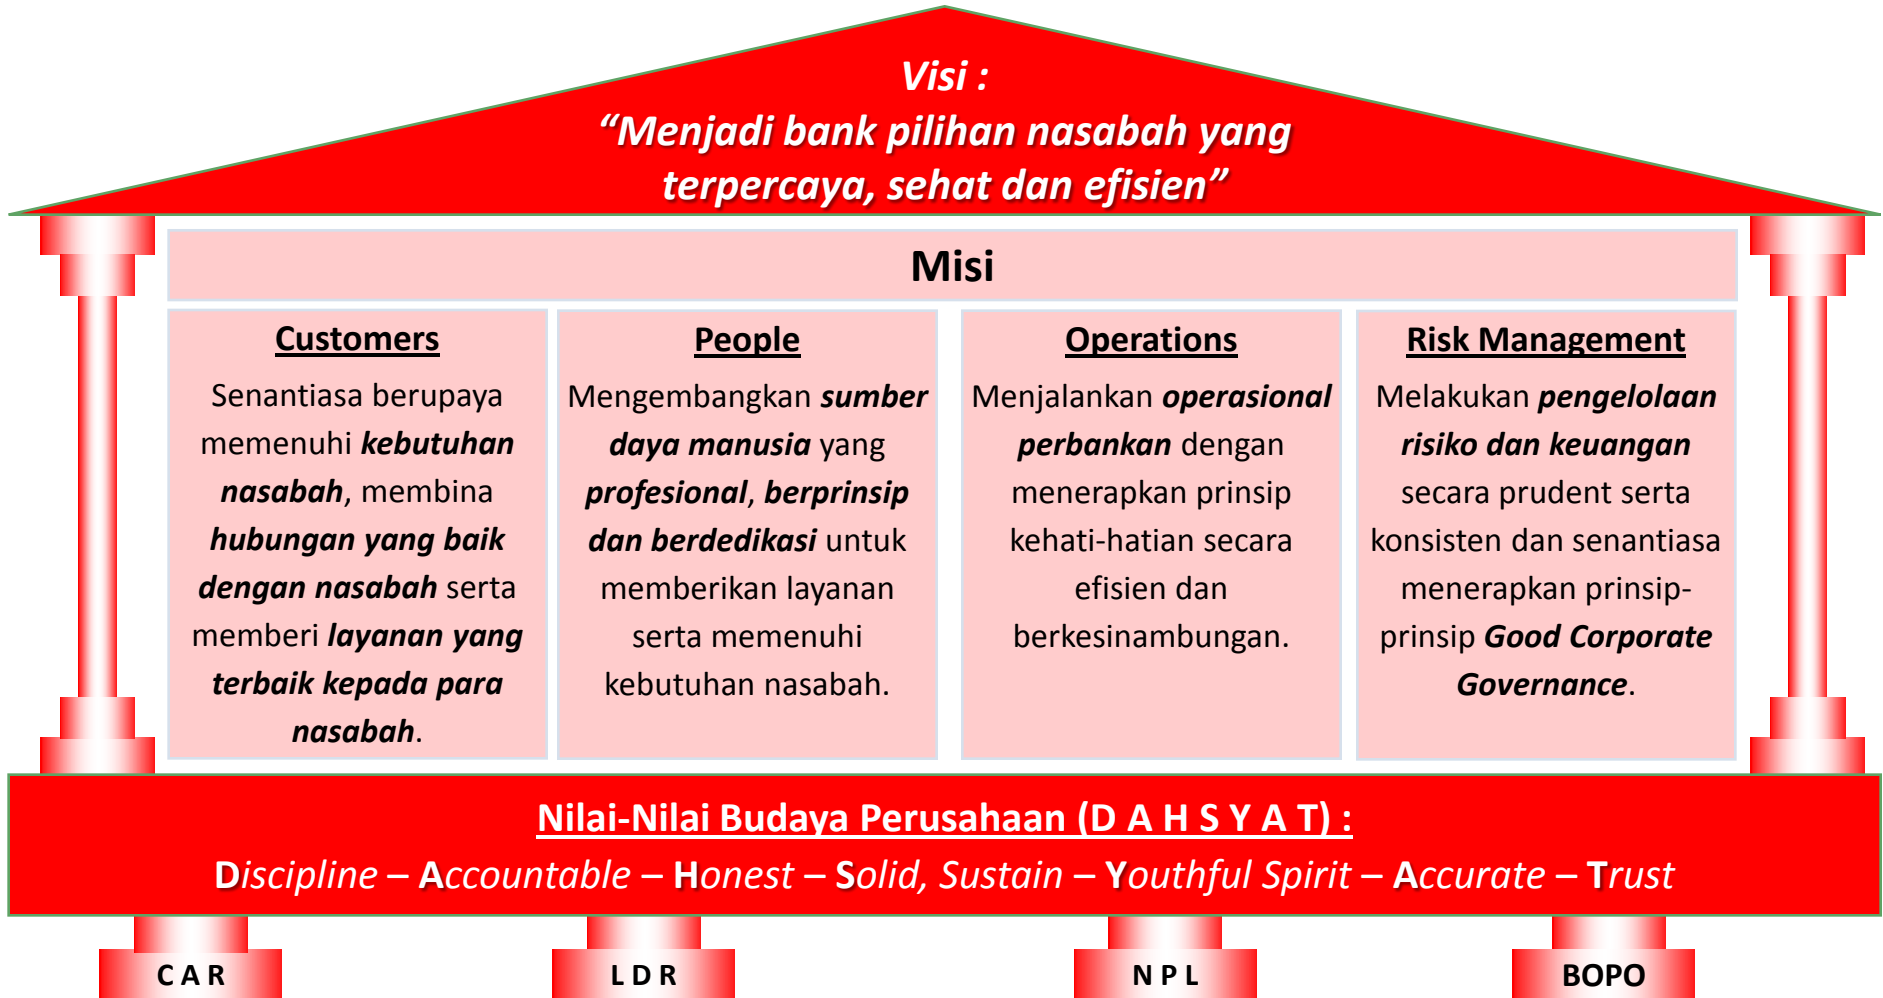 Visi :
“Menjadi bank pilihan nasabah yang
terpercaya, sehat dan efisien”
Misi
Customers
Senantiasa berupaya
memenuhi kebutuhan
nasabah, membina
hubungan yang baik
dengan nasabah serta
memberi layanan yang
terbaik kepada para
nasabah.
People
Mengembangkan sumber
daya manusia yang
profesional, berprinsip
dan berdedikasi untuk
memberikan layanan
serta memenuhi
kebutuhan nasabah.
Operations
Menjalankan operasional
perbankan dengan
menerapkan prinsip
kehati-hatian secara
efisien dan
berkesinambungan.
Risk Management
Melakukan pengelolaan
risiko dan keuangan
secara prudent serta
konsisten dan senantiasa
menerapkan prinsip-
prinsip Good Corporate
Governance.
Nilai-Nilai Budaya Perusahaan (D A H S Y A T) :
Discipline – Accountable – Honest – Solid, Sustain – Youthful Spirit – Accurate – Trust
C A R
L D R
N P L
BOPO